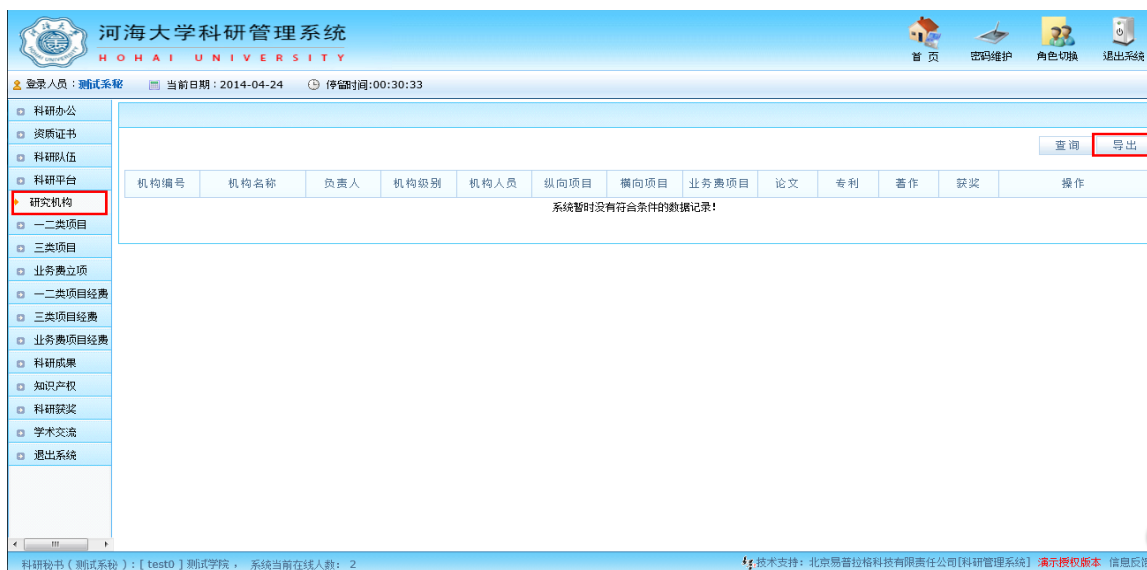 河海大学科研管理系统
HOHAI UNIVERSITY
首页 密码维护 角色切换 退出系统
登录人员：测试系秘 当前日期：2014-04-24 停留时间:00:30:33
科研办公
资质证书
科研队伍
科研平台
研究机构
一二类项目
三类项目
业务费立项
一二类项目经费
三类项目经费
业务费项目经费
科研成果
知识产权
科研获奖
学术交流
退出系统
查询 导出
机构编号 机构名称 负责人 机构级别 机构人员 纵向项目 横向项目 业务费项目 论文 专利 著作 获奖 操作
系统暂时没有符合条件的数据记录!
科研秘书(测试系秘):[ test0 ]测试学院， 系统当前在线人数: 2
技术支持: 北京易普拉格科技有限责任公司[科研管理系统] 演示授权版本 信息反